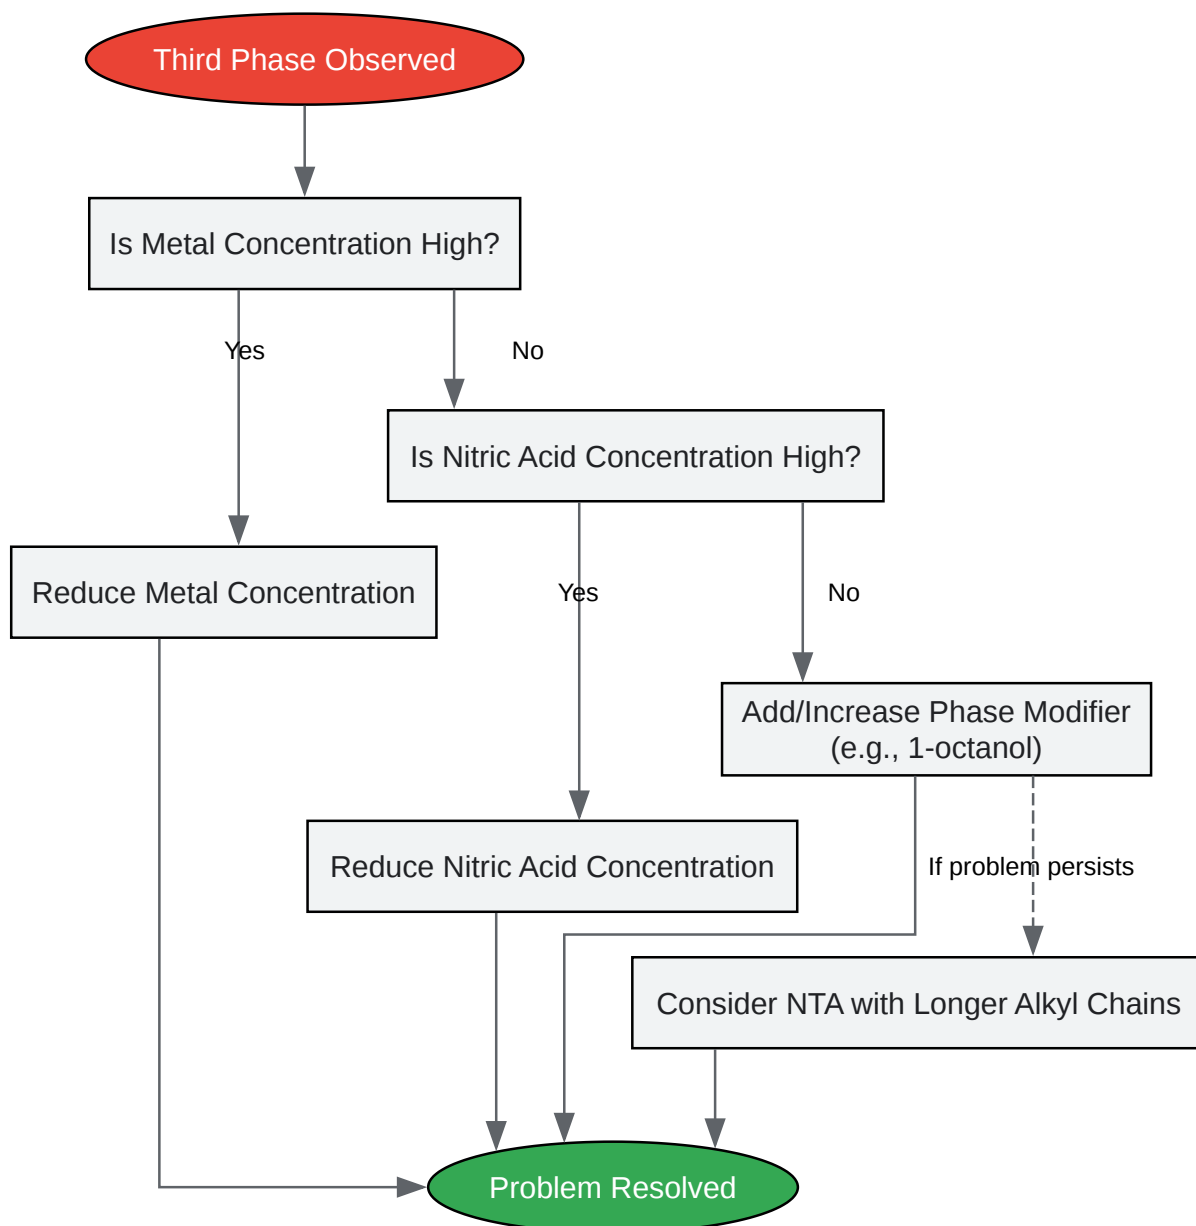 Third Phase Observed
Is Metal Concentration High?
Yes
No
Is Nitric Acid Concentration High?
Reduce Metal Concentration
Yes
No
Add/Increase Phase Modifier
(e.g., 1-octanol)
Reduce Nitric Acid Concentration
If problem persists
Consider NTA with Longer Alkyl Chains
Problem Resolved